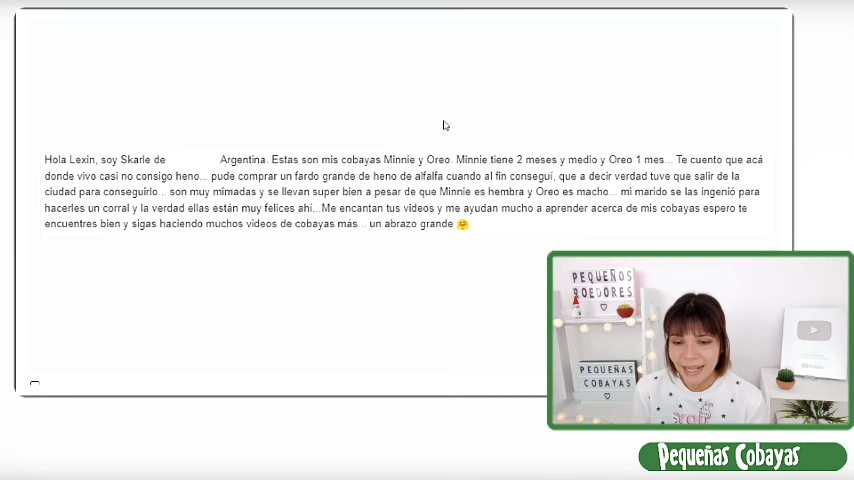 Hola Lexin, soy Skarle de Argentina. Estas son mis cobayas Minnie y Oreo. Minnie tiene 2 meses y medio y Oreo 1 mes... Te cuento que acá
donde vivo casi no consigo heno... pude comprar un fardo grande de heno de alfalfa cuando al fin conseguí, que a decir verdad tuve que salir de la
ciudad para conseguirlo... son muy mimadas y se llevan super bien a pesar de que Minnie es hembra y Oreo es macho... mi marido se las ingenió para
hacerles un corral y la verdad ellas están muy felices ahí...Me encantan tus videos y me ayudan mucho a aprender acerca de mis cobayas espero te
encuentres bien y sigas haciendo muchos videos de cobayas más... un abrazo grande 🤗
PEQUEÑOS
ROEDORES
PEQUEÑAS
COBAYAS
Pequeñas Cobayas